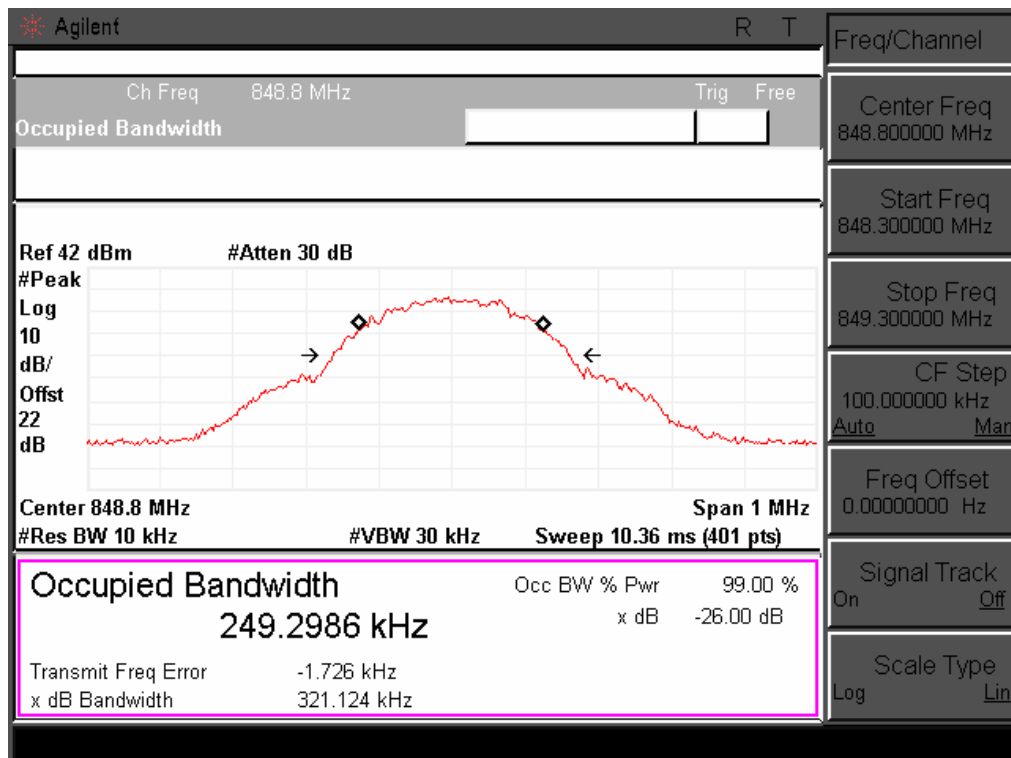 Agilent R T
Freq/Channel
Ch Freq 848.8 MHz Trig Free
Occupied Bandwidth
Center Freq
848.800000 MHz
Start Freq
848.300000 MHz
Stop Freq
849.300000 MHz
CF Step
100.000000 kHz
Auto Man
Freq Offset
0.00000000 Hz
Signal Track
On Off
Scale Type
Log Lin
Ref 42 dBm #Atten 30 dB
#Peak
Log
10
dB/
Offst
22
dB
Center 848.8 MHz Span 1 MHz
#Res BW 10 kHz #VBW 30 kHz Sweep 10.36 ms (401 pts)
Occupied Bandwidth Occ BW % Pwr 99.00 %
249.2986 kHz x dB -26.00 dB
Transmit Freq Error -1.726 kHz
x dB Bandwidth 321.124 kHz